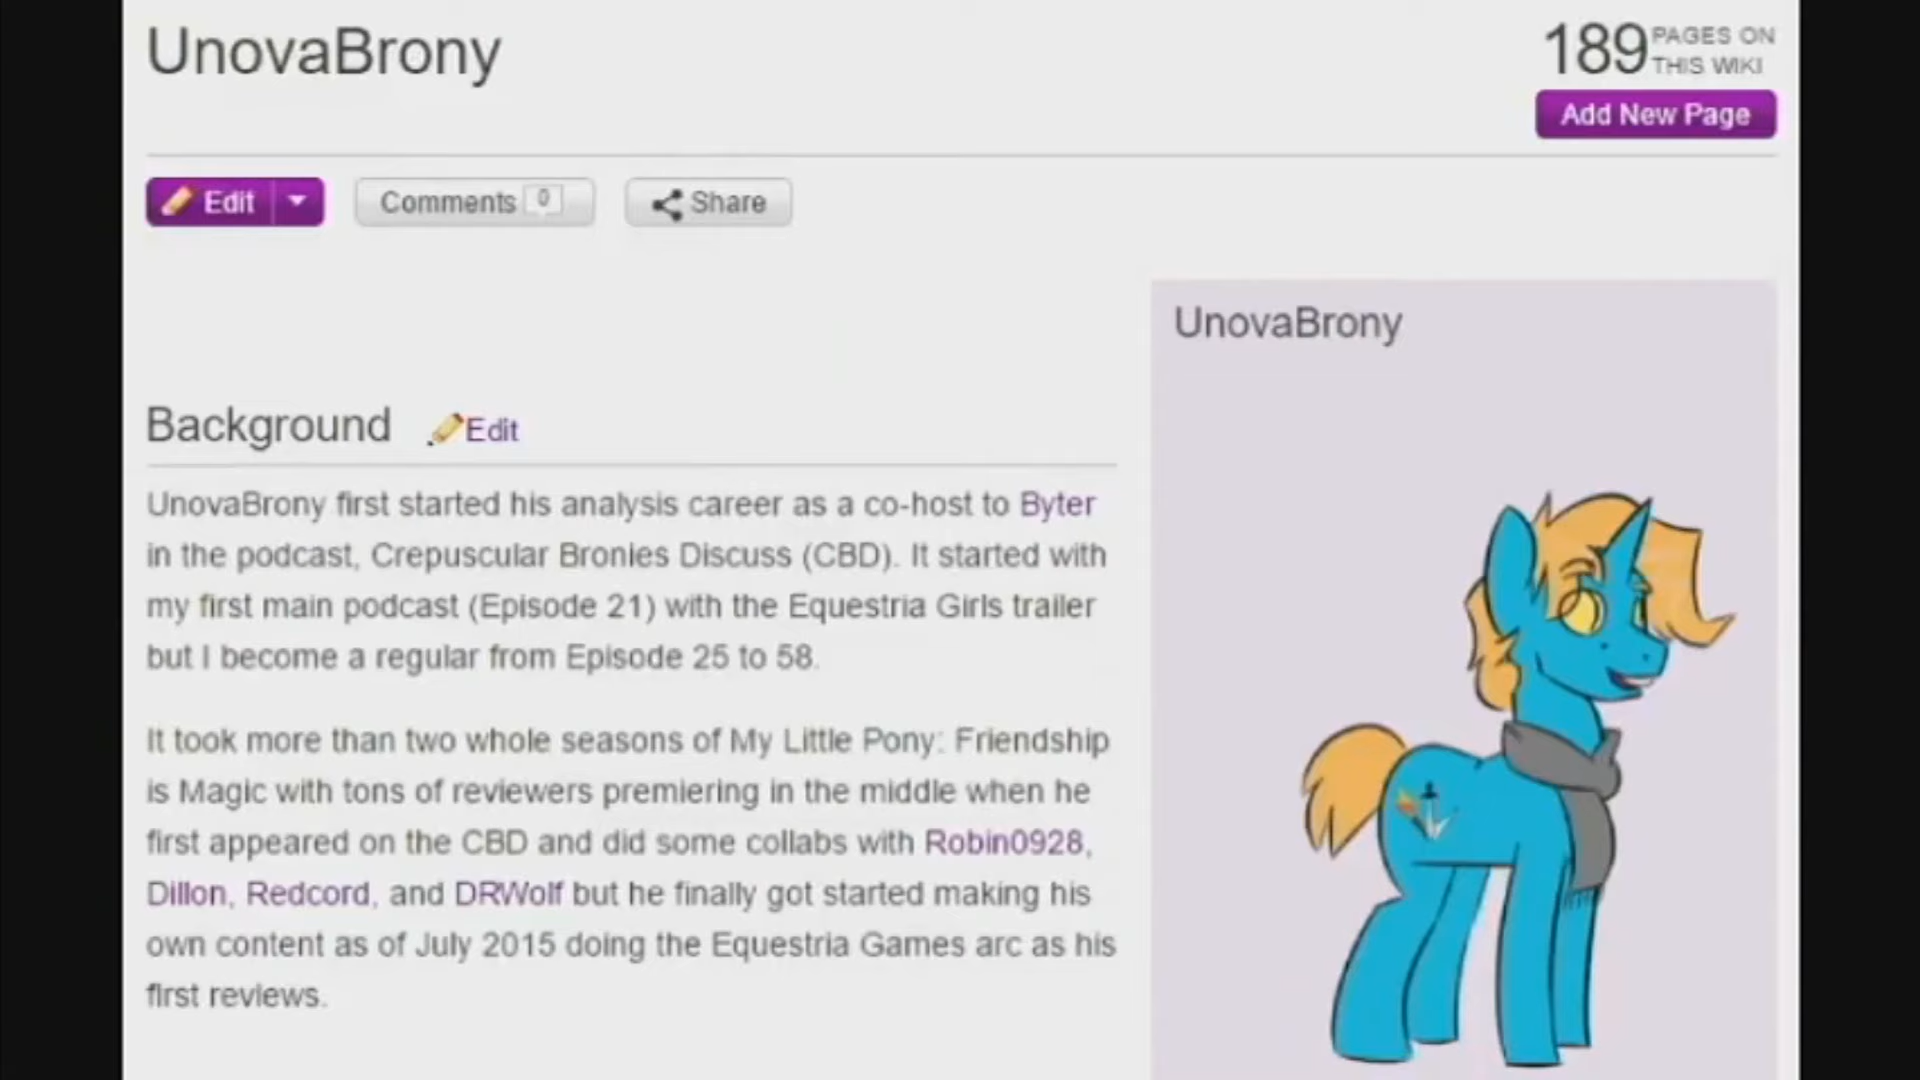 UnovaBrony
189 PAGES ON
THIS WIKI
Add New Page
Edit
Comments 0
Share
UnovaBrony
Background Edit
UnovaBrony first started his analysis career as a co-host to Byter
in the podcast, Crepuscular Bronies Discuss (CBD). It started with
my first main podcast (Episode 21) with the Equestria Girls trailer
but I become a regular from Episode 25 to 58.
It took more than two whole seasons of My Little Pony: Friendship
is Magic with tons of reviewers premiering in the middle when he
first appeared on the CBD and did some collabs with Robin0928,
Dillon, Redcord, and DRWolf but he finally got started making his
own content as of July 2015 doing the Equestria Games arc as his
first reviews.